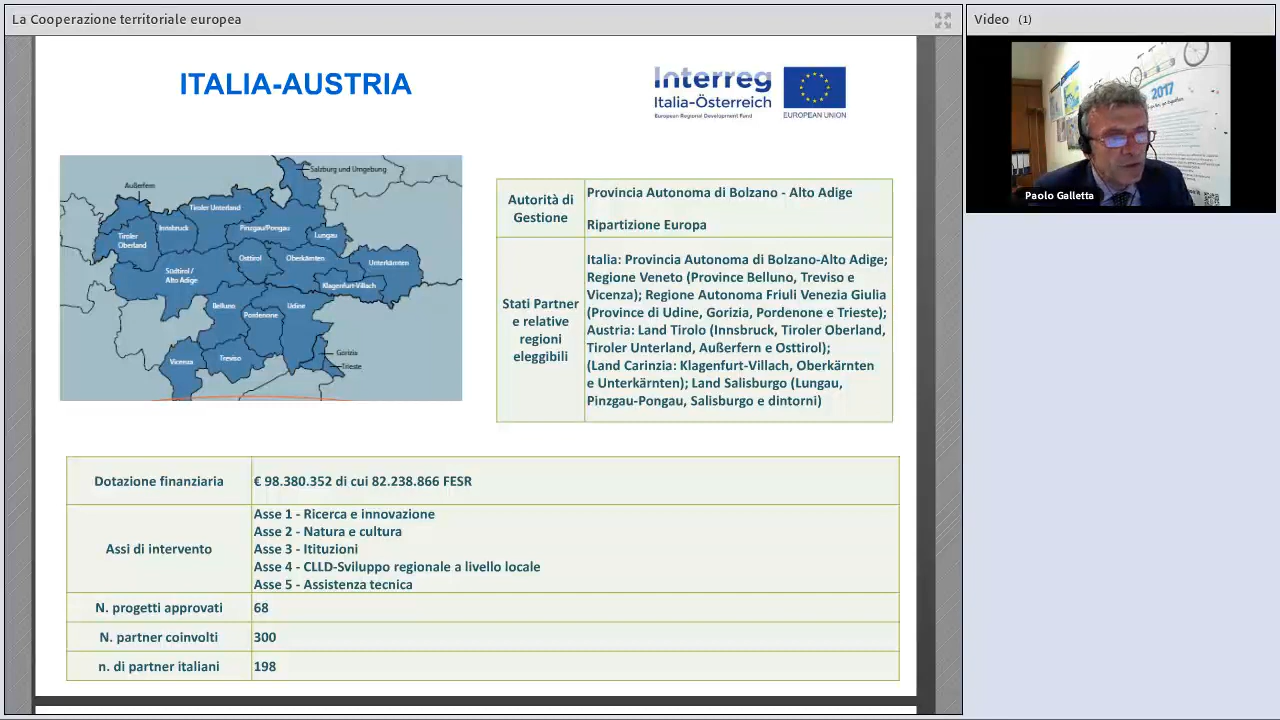 La Cooperazione territoriale europea
Video (1)
ITALIA-AUSTRIA
Interreg
Italia-Österreich
European Regional Development Fund
EUROPEAN UNION
2017
Paolo Galletta
Salzburg und Umgebung
Außerfern
Tiroler Unterland
Innsbruck
Pinzgau/Pongau
Lungau
Tiroler
Oberland
Osttirol
Oberkärnten
Unterkärnten
Südtirol /
Alto Adige
Klagenfurt-Villach
Belluno
Udine
Pordenone
Gorizia
Vicenza
Treviso
Trieste
Autorità di
Gestione
Provincia Autonoma di Bolzano - Alto Adige
Ripartizione Europa
Stati Partner
e relative
regioni
eleggibili
Italia: Provincia Autonoma di Bolzano-Alto Adige;
Regione Veneto (Province Belluno, Treviso e
Vicenza); Regione Autonoma Friuli Venezia Giulia
(Province di Udine, Gorizia, Pordenone e Trieste);
Austria: Land Tirolo (Innsbruck, Tiroler Oberland,
Tiroler Unterland, Außerfern e Osttirol);
(Land Carinzia: Klagenfurt-Villach, Oberkärnten
e Unterkärnten); Land Salisburgo (Lungau,
Pinzgau-Pongau, Salisburgo e dintorni)
Dotazione finanziaria
€ 98.380.352 di cui 82.238.866 FESR
Assi di intervento
Asse 1 - Ricerca e innovazione
Asse 2 - Natura e cultura
Asse 3 - Itituzioni
Asse 4 - CLLD-Sviluppo regionale a livello locale
Asse 5 - Assistenza tecnica
N. progetti approvati
68
N. partner coinvolti
300
n. di partner italiani
198